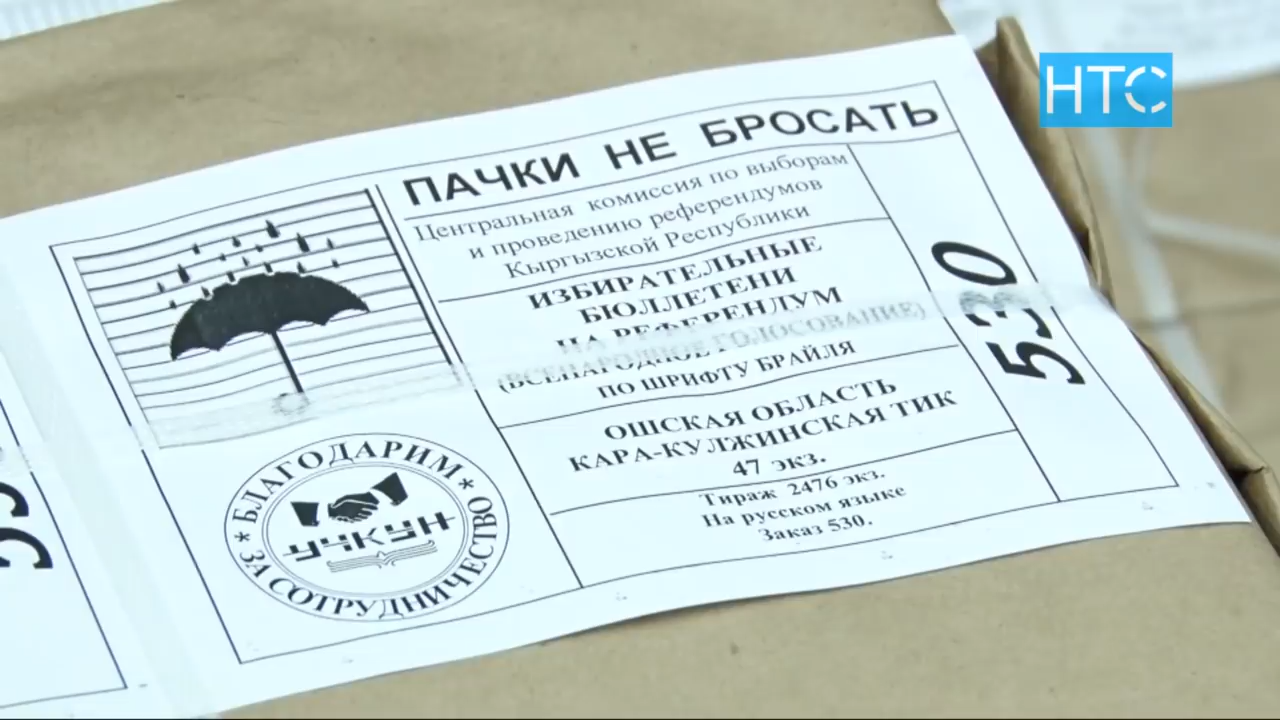 НТС
ПАЧКИ НЕ БРОСАТЬ
Центральная комиссия по выборам
и проведению референдумов
Кыргызской Республики
ИЗБИРАТЕЛЬНЫЕ
БЮЛЛЕТЕНИ
НА РЕФЕРЕНДУМ
(ВСЕНАРОДНОЕ ГОЛОСОВАНИЕ)
ПО ШРИФТУ БРАЙЛЯ
ОШСКАЯ ОБЛАСТЬ
КАРА-КУЛЖИНСКАЯ ТИК
47 экз.
Тираж 2476 экз.
На русском языке
Заказ 530.
530
БЛАГОДАРИМ
УЧКУН
ЗА СОТРУДНИЧЕСТВО